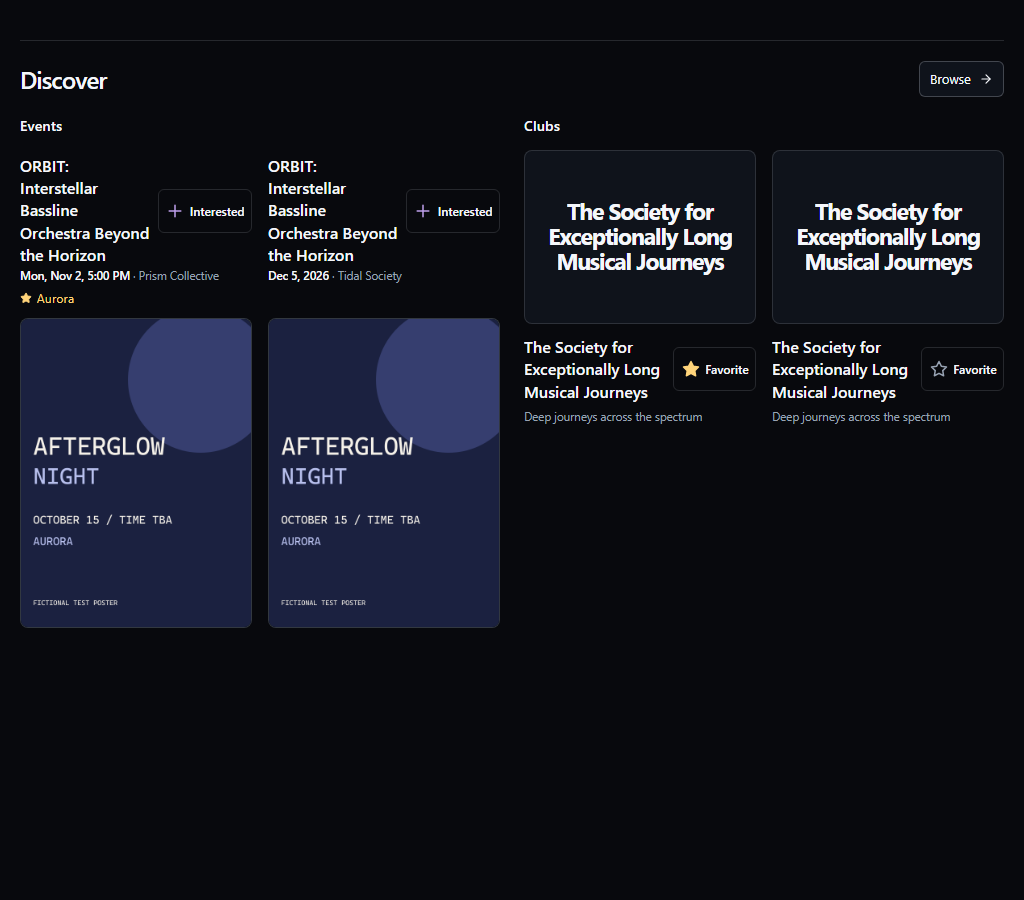 Discover
Browse
Events
ORBIT:
Interstellar
Bassline
Orchestra Beyond
the Horizon
Interested
Mon, Nov 2, 5:00 PM · Prism Collective
Aurora
AFTERGLOW
NIGHT
OCTOBER 15 / TIME TBA
AURORA
FICTIONAL TEST POSTER
ORBIT:
Interstellar
Bassline
Orchestra Beyond
the Horizon
Interested
Dec 5, 2026 · Tidal Society
AFTERGLOW
NIGHT
OCTOBER 15 / TIME TBA
AURORA
FICTIONAL TEST POSTER
Clubs
The Society for
Exceptionally Long
Musical Journeys
The Society for
Exceptionally Long
Musical Journeys
Favorite
Deep journeys across the spectrum
The Society for
Exceptionally Long
Musical Journeys
The Society for
Exceptionally Long
Musical Journeys
Favorite
Deep journeys across the spectrum